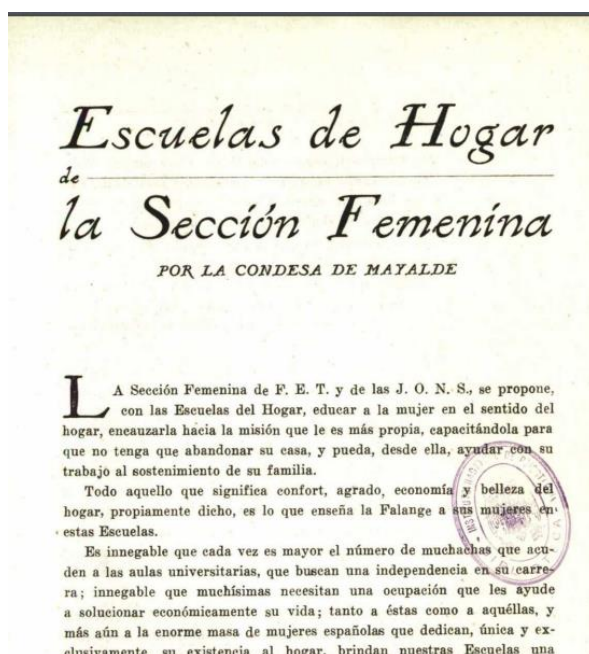 Escuelas de Hogar
de
la Sección Femenina
POR LA CONDESA DE MAYALDE
LA Sección Femenina de F. E. T. y de las J. O. N. S., se propone,
con las Escuelas del Hogar, educar a la mujer en el sentido del
hogar, encauzarla hacia la misión que le es más propia, capacitándola para
que no tenga que abandonar su casa, y pueda, desde ella, ayudar con su
trabajo al sostenimiento de su familia.
Todo aquello que significa confort, agrado, economía y belleza del
hogar, propiamente dicho, es lo que enseña la Falange a sus mujeres en
estas Escuelas.
Es innegable que cada vez es mayor el número de muchachas que acu-
den a las aulas universitarias, que buscan una independencia en su carre-
ra; innegable que muchísimas necesitan una ocupación que les ayude
a solucionar económicamente su vida; tanto a éstas como a aquéllas, y
más aún a la enorme masa de mujeres españolas que dedican, única y ex-
clusivamente, su existencia al hogar, brindan nuestras Escuelas una